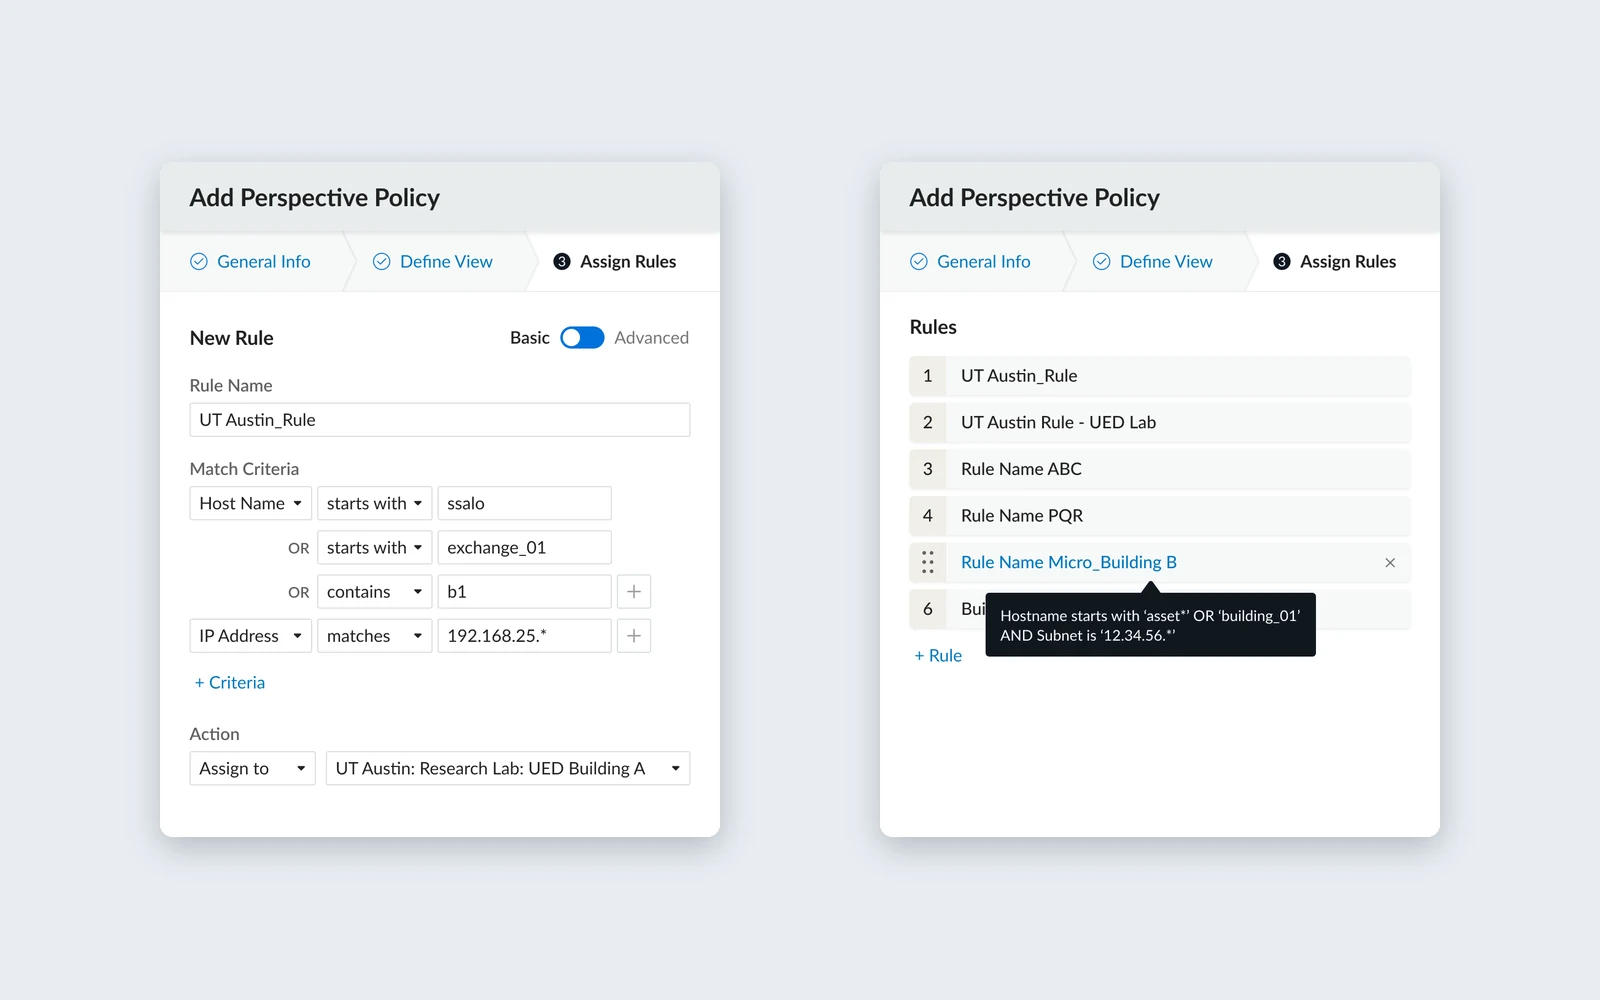 Add Perspective Policy
General Info
Define View
3 Assign Rules
New Rule
Basic Advanced
Rule Name
UT Austin_Rule
Match Criteria
Host Name starts with ssalo
OR starts with exchange_01
OR contains b1 +
IP Address matches 192.168.25.* +
+ Criteria
Action
Assign to UT Austin: Research Lab: UED Building A
Add Perspective Policy
General Info
Define View
3 Assign Rules
Rules
1 UT Austin_Rule
2 UT Austin Rule - UED Lab
3 Rule Name ABC
4 Rule Name PQR
Rule Name Micro_Building B ×
6 Bui
Hostname starts with ‘asset*’ OR ‘building_01’
AND Subnet is ‘12.34.56.*’
+ Rule